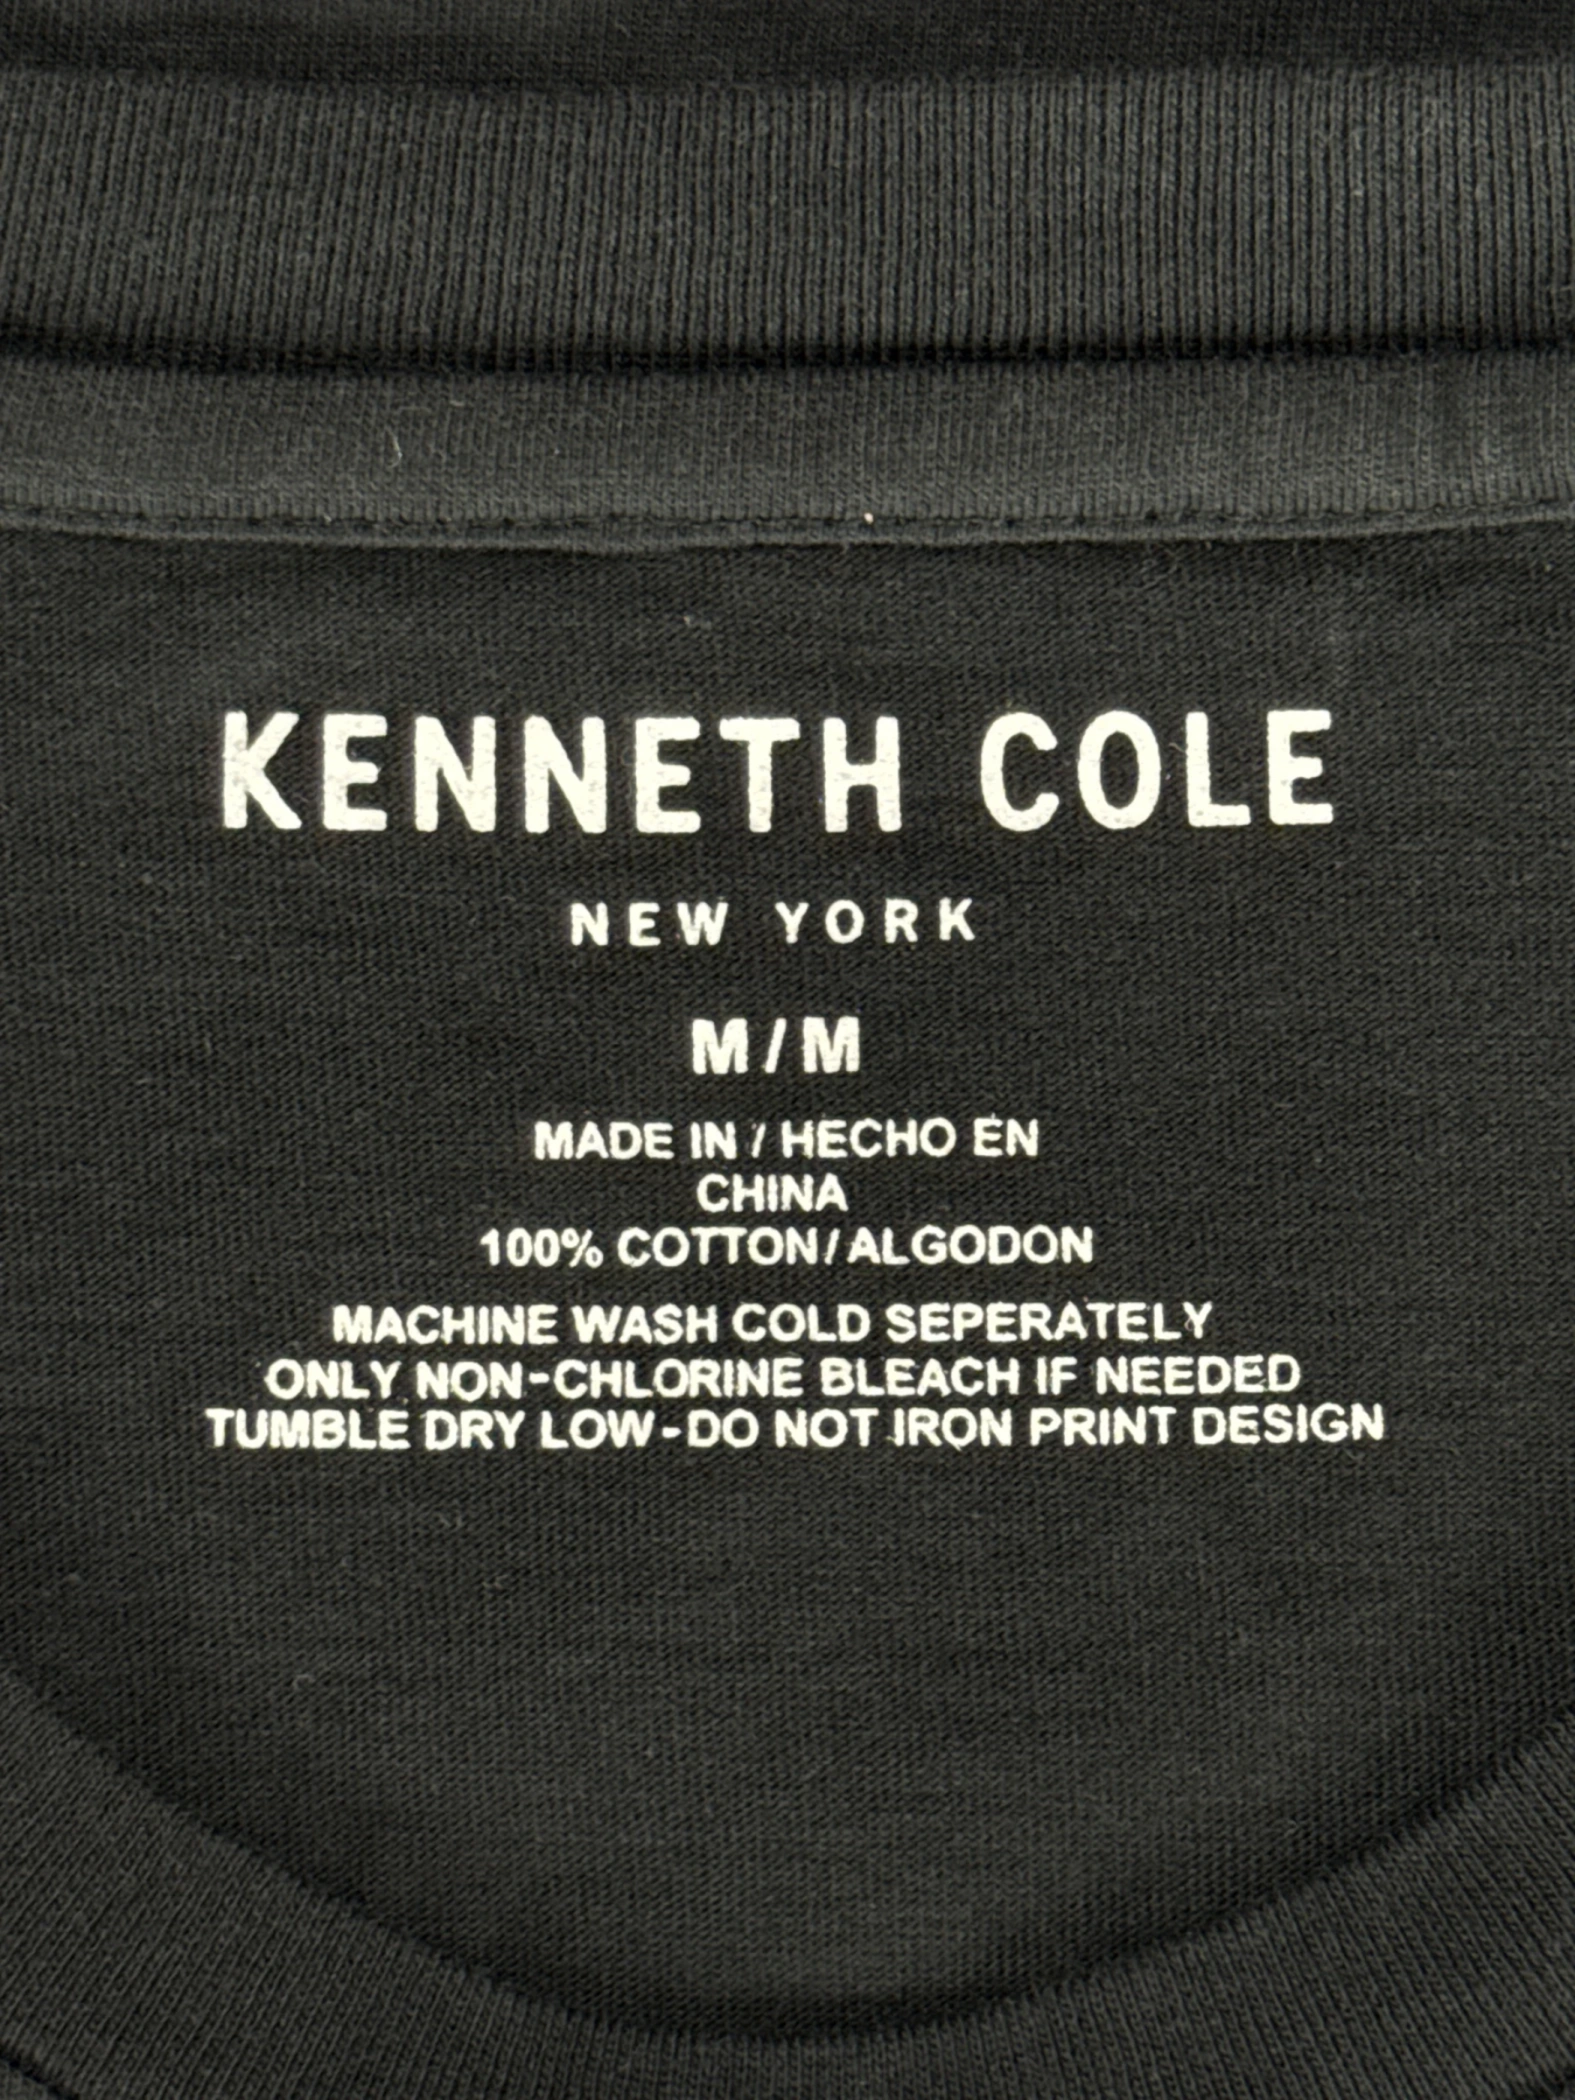 KENNETH COLE
NEW YORK
M/M
MADE IN / HECHO EN
CHINA
100% COTTON/ALGODON
MACHINE WASH COLD SEPERATELY
ONLY NON-CHLORINE BLEACH IF NEEDED
TUMBLE DRY LOW-DO NOT IRON PRINT DESIGN